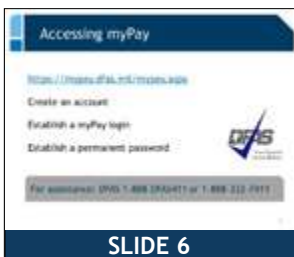 Accessing myPay
https://mypay.dfas.mil/mypay.aspx
Create an account
Establish a myPay login
Establish a permanent password
DFAS
For assistance: DFAS 1-888-DFAS411 or 1-888-332-7411
SLIDE 6